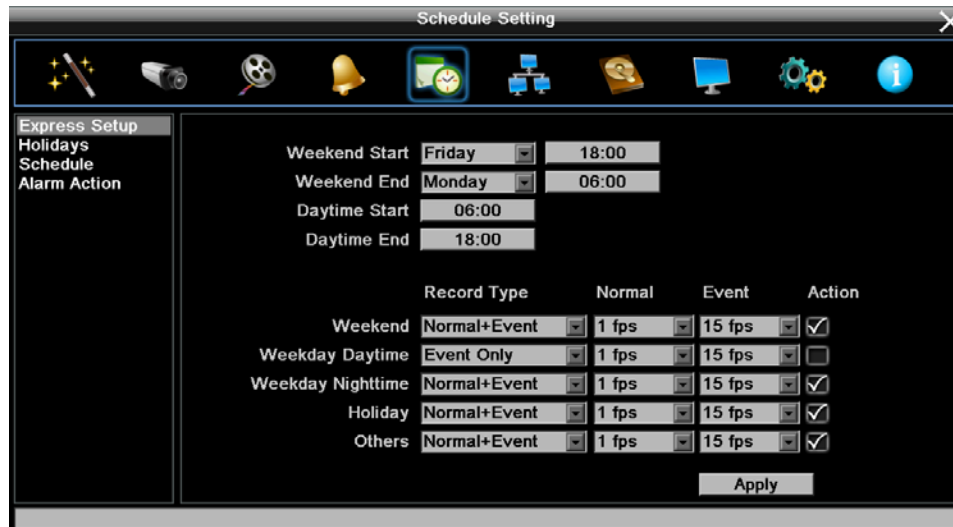 Schedule Setting
Express Setup
Holidays
Schedule
Alarm Action
Weekend Start Friday 18:00
Weekend End Monday 06:00
Daytime Start 06:00
Daytime End 18:00
Record Type Normal Event Action
Weekend Normal+Event 1 fps 15 fps
Weekday Daytime Event Only 1 fps 15 fps
Weekday Nighttime Normal+Event 1 fps 15 fps
Holiday Normal+Event 1 fps 15 fps
Others Normal+Event 1 fps 15 fps
Apply